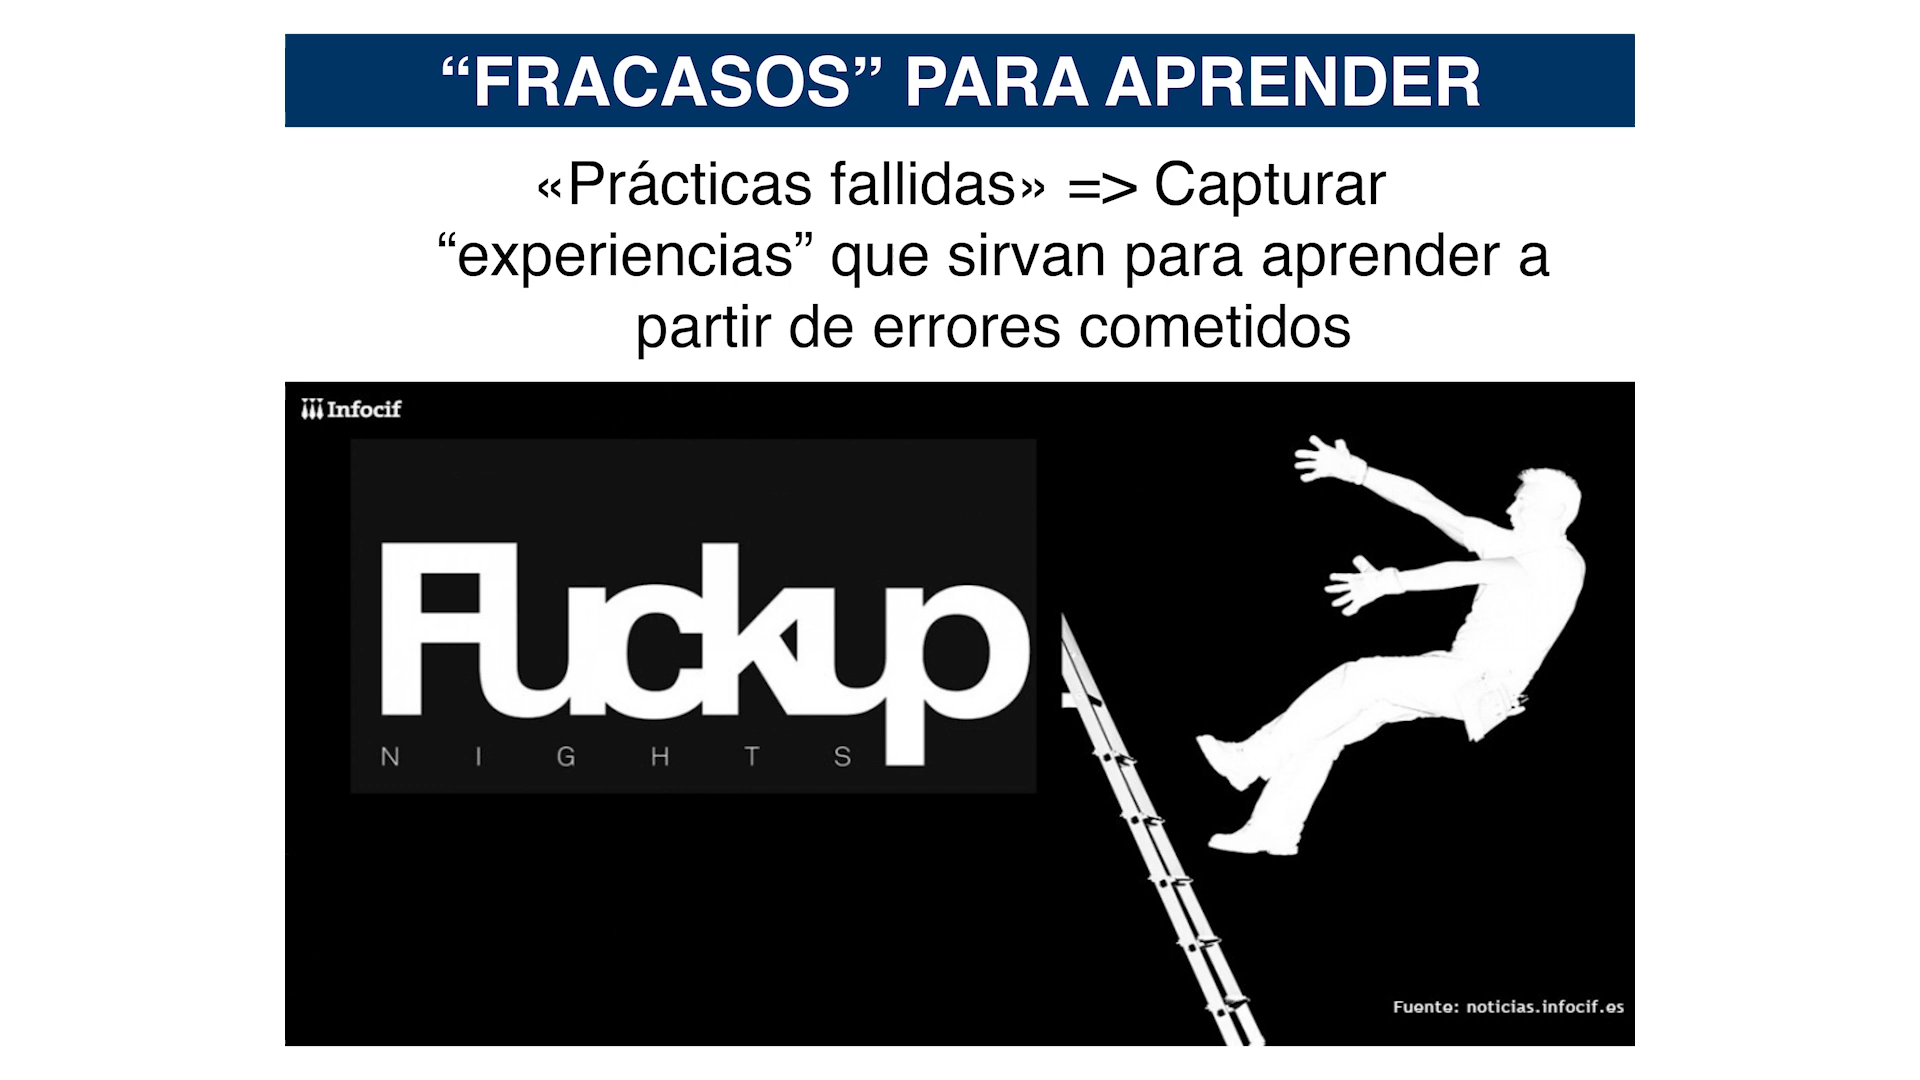 “FRACASOS” PARA APRENDER
«Prácticas fallidas» => Capturar
“experiencias” que sirvan para aprender a
partir de errores cometidos
Infocif
Fuckup
NIGHTS
Fuente: noticias.infocif.es